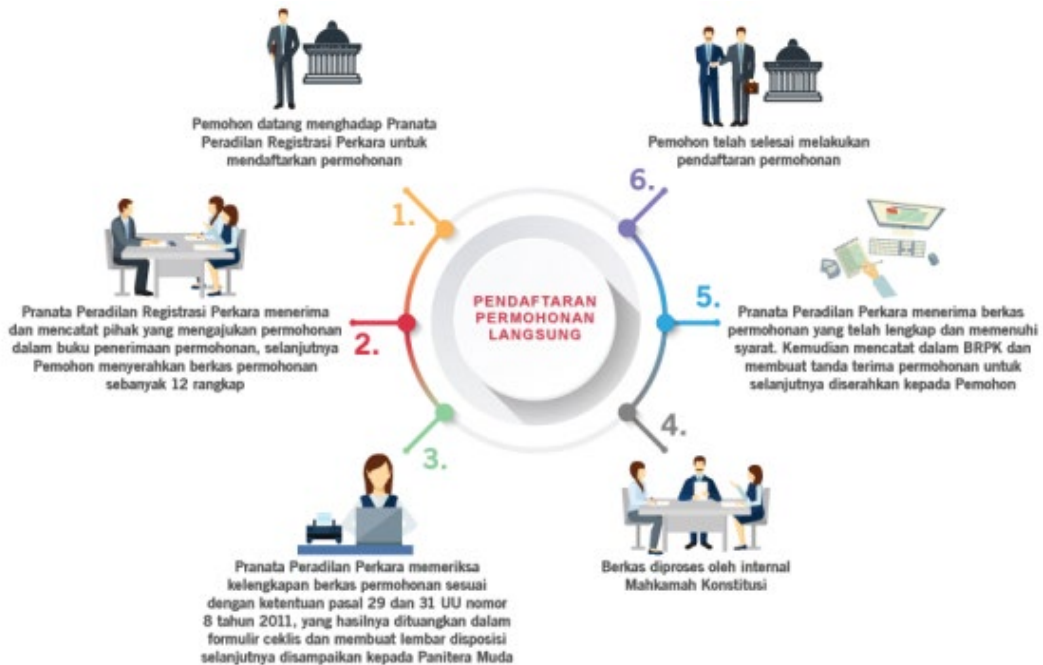 Pemohon datang menghadap Pranata
Peradilan Registrasi Perkara untuk
mendaftarkan permohonan
1.
Pranata Peradilan Registrasi Perkara menerima
dan mencatat pihak yang mengajukan permohonan
dalam buku penerimaan permohonan, selanjutnya
Pemohon menyerahkan berkas permohonan
sebanyak 12 rangkap
2.
3.
Pranata Peradilan Perkara memeriksa
kelengkapan berkas permohonan sesuai
dengan ketentuan pasal 29 dan 31 UU nomor
8 tahun 2011, yang hasilnya dituangkan dalam
formulir ceklis dan membuat lembar disposisi
selanjutnya disampaikan kepada Panitera Muda
PENDAFTARAN
PERMOHONAN
LANGSUNG
4.
Berkas diproses oleh internal
Mahkamah Konstitusi
5.
Pranata Peradilan Perkara menerima berkas
permohonan yang telah lengkap dan memenuhi
syarat. Kemudian mencatat dalam BRPK dan
membuat tanda terima permohonan untuk
selanjutnya diserahkan kepada Pemohon
6.
Pemohon telah selesai melakukan
pendaftaran permohonan